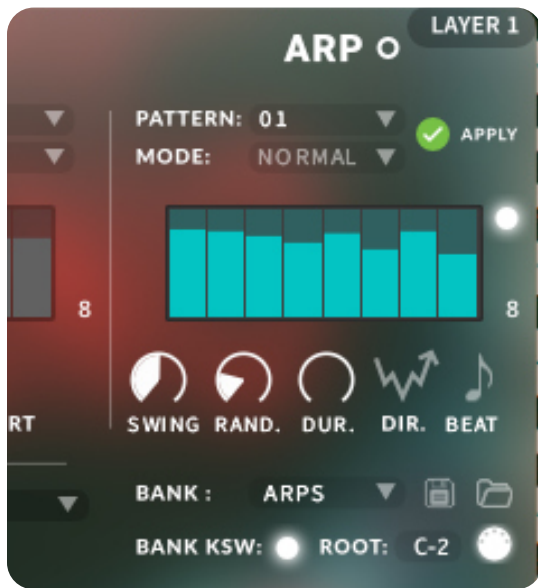 LAYER 1
ARP
PATTERN: 01
APPLY
MODE: NORMAL
8
8
RT
SWING RAND. DUR. DIR. BEAT
BANK : ARPS
BANK KSW: ROOT: C-2